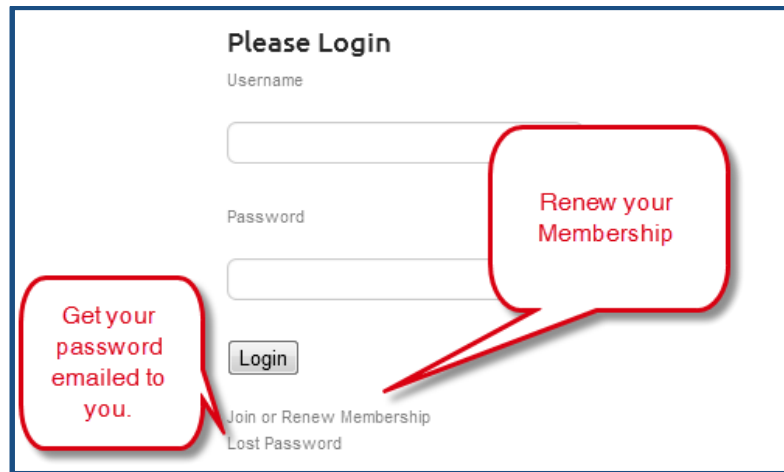 Please Login
Username
Renew your
Membership
Password
Get your
password
emailed to
you.
Login
Join or Renew Membership
Lost Password